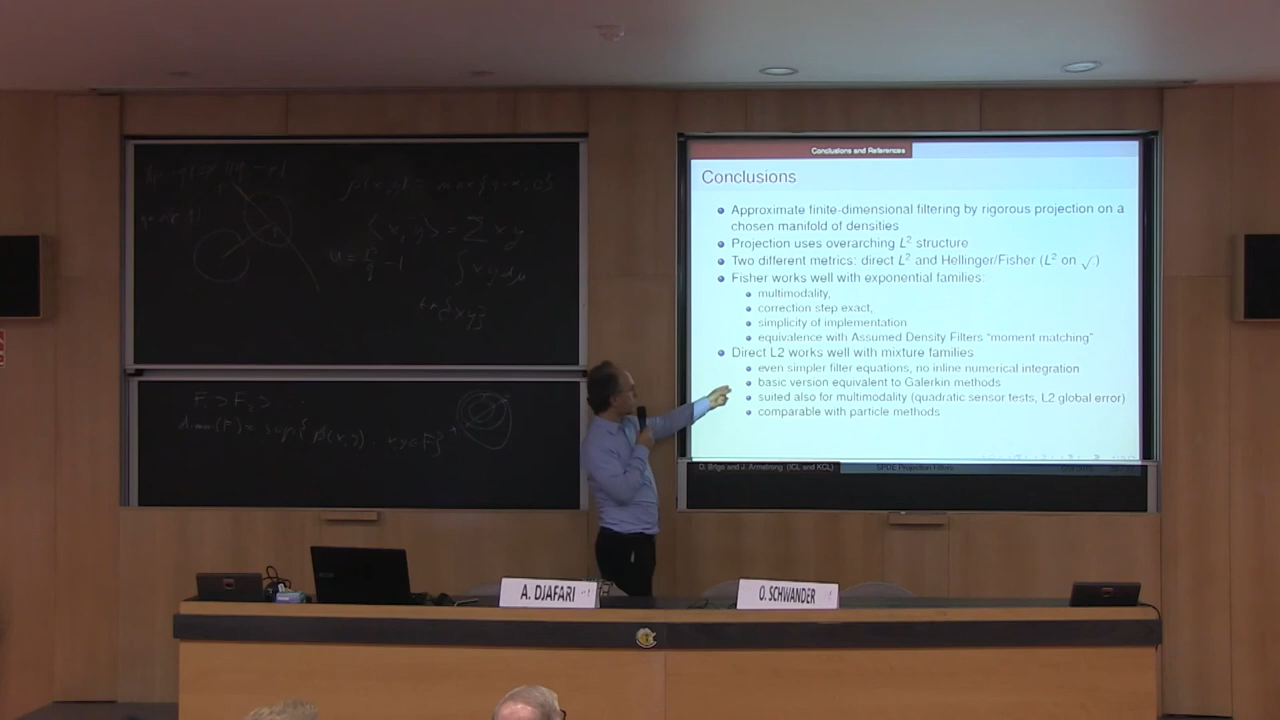 Conclusions and References
Conclusions
Approximate finite-dimensional filtering by rigorous projection on a
chosen manifold of densities
Projection uses overarching L² structure
Two different metrics: direct L² and Hellinger/Fisher (L² on √.)
Fisher works well with exponential families:
multimodality,
correction step exact,
simplicity of implementation
equivalence with Assumed Density Filters “moment matching”
Direct L2 works well with mixture families
even simpler filter equations, no inline numerical integration
basic version equivalent to Galerkin methods
suited also for multimodality (quadratic sensor tests, L2 global error)
comparable with particle methods
D. Brigo and J. Armstrong (ICL and KCL)
SPDE Projection Filters
⟨x, y⟩ = ∑ x y
∫ x y dμ
F₁ > F₂ > ...
A. DJAFARI
O. SCHWANDER